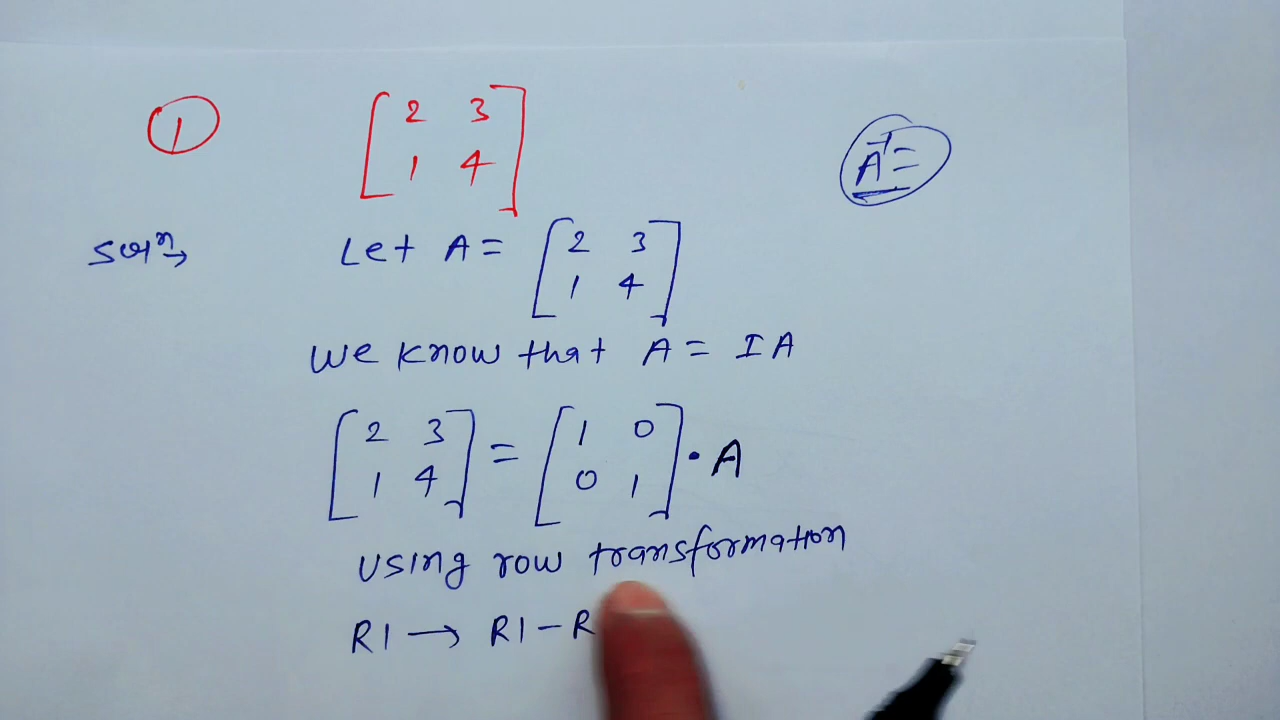 1
2 3
1 4
A⁻¹=
Solⁿ→
Let A = [2 3
1 4]
We know that A = IA
[2 3 = [1 0 . A
1 4] 0 1]
Using row transformation
R1 → R1 - R